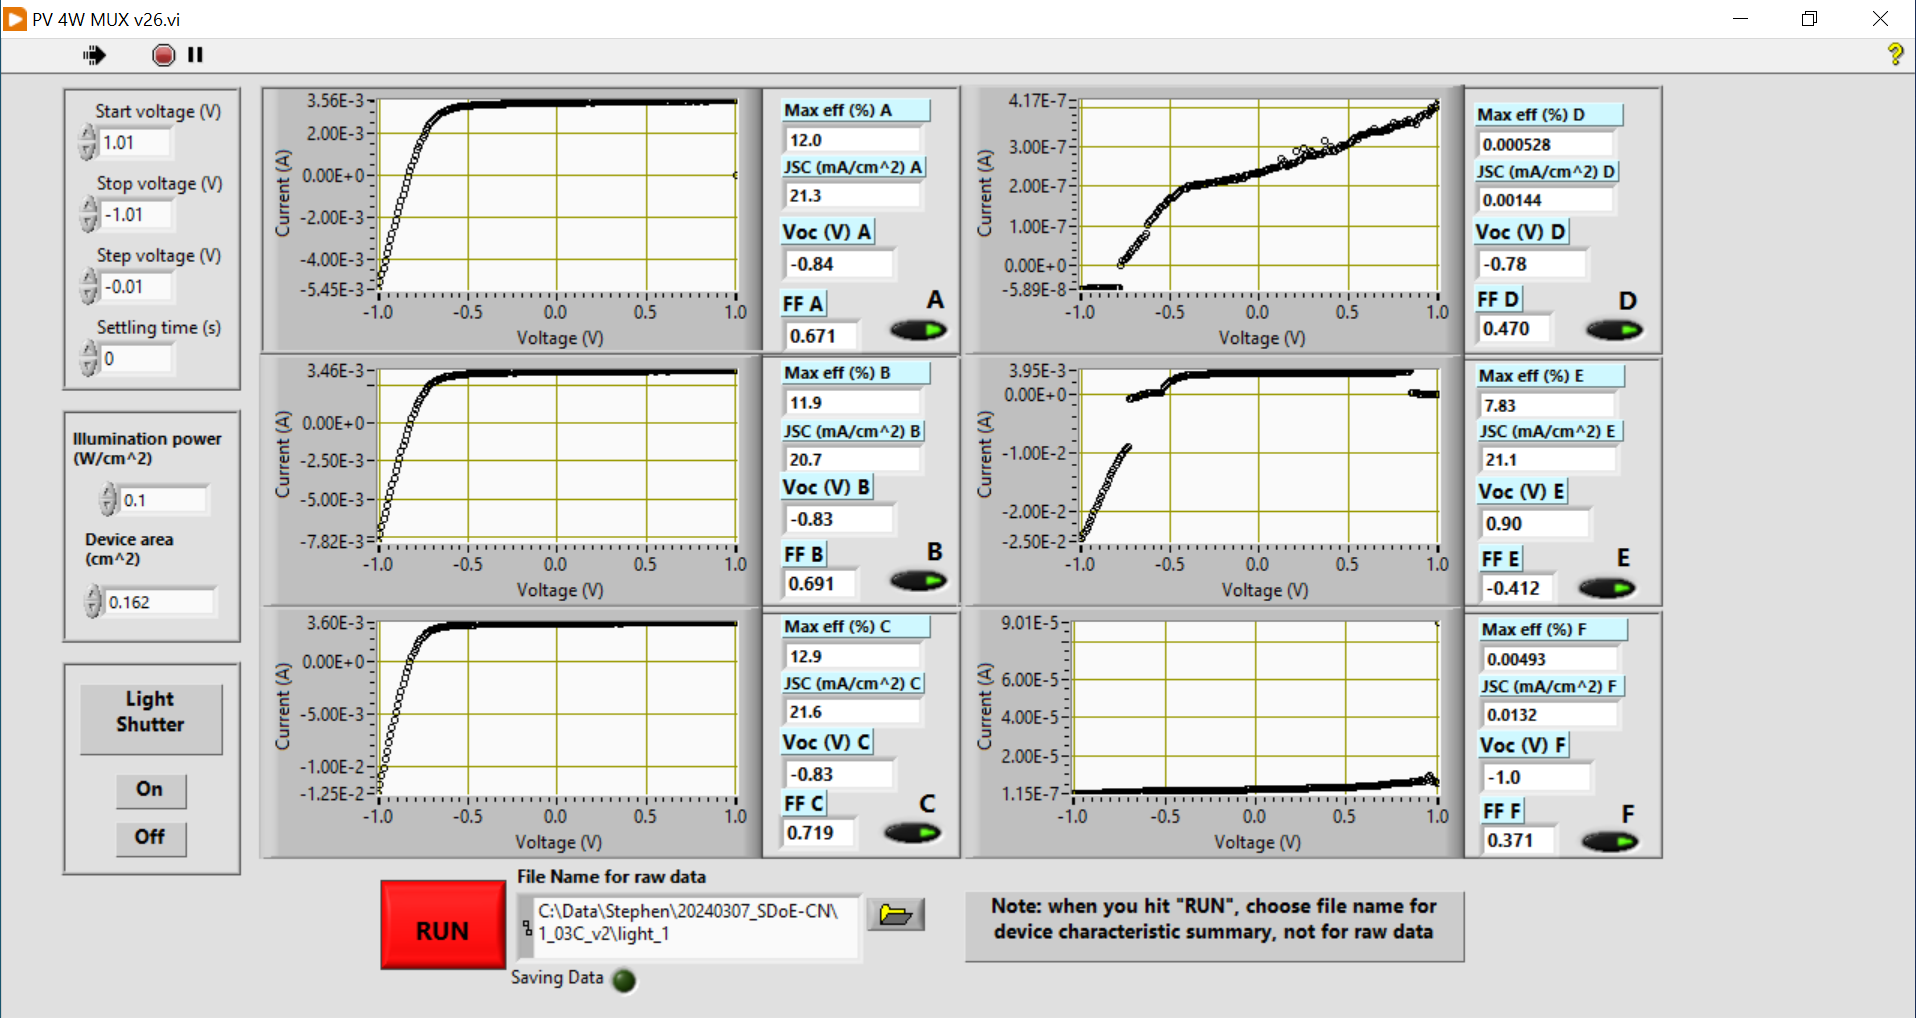 PV 4W MUX v26.vi
Start voltage (V)
1.01
Stop voltage (V)
-1.01
Step voltage (V)
-0.01
Settling time (s)
0
Illumination power
(W/cm^2)
0.1
Device area
(cm^2)
0.162
Light
Shutter
On
Off
Current (A)
3.56E-3
2.00E-3
0.00E+0
-2.00E-3
-4.00E-3
-5.45E-3
-1.0 -0.5 0.0 0.5 1.0
Voltage (V)
Max eff (%) A
12.0
JSC (mA/cm^2) A
21.3
Voc (V) A
-0.84
FF A
0.671
A
Current (A)
4.17E-7
3.00E-7
2.00E-7
1.00E-7
0.00E+0
-5.89E-8
-1.0 -0.5 0.0 0.5 1.0
Voltage (V)
Max eff (%) D
0.000528
JSC (mA/cm^2) D
0.00144
Voc (V) D
-0.78
FF D
0.470
D
Current (A)
3.46E-3
0.00E+0
-2.50E-3
-5.00E-3
-7.82E-3
-1.0 -0.5 0.0 0.5 1.0
Voltage (V)
Max eff (%) B
11.9
JSC (mA/cm^2) B
20.7
Voc (V) B
-0.83
FF B
0.691
B
Current (A)
3.95E-3
0.00E+0
-1.00E-2
-2.00E-2
-2.50E-2
-1.0 -0.5 0.0 0.5 1.0
Voltage (V)
Max eff (%) E
7.83
JSC (mA/cm^2) E
21.1
Voc (V) E
0.90
FF E
-0.412
E
Current (A)
3.60E-3
0.00E+0
-5.00E-3
-1.00E-2
-1.25E-2
-1.0 -0.5 0.0 0.5 1.0
Voltage (V)
Max eff (%) C
12.9
JSC (mA/cm^2) C
21.6
Voc (V) C
-0.83
FF C
0.719
C
Current (A)
9.01E-5
6.00E-5
4.00E-5
2.00E-5
1.15E-7
-1.0 -0.5 0.0 0.5 1.0
Voltage (V)
Max eff (%) F
0.00493
JSC (mA/cm^2) F
0.0132
Voc (V) F
-1.0
FF F
0.371
F
RUN
File Name for raw data
C:\Data\Stephen\20240307_SDoE-CN\
1_03C_v2\light_1
Saving Data
Note: when you hit "RUN", choose file name for
device characteristic summary, not for raw data